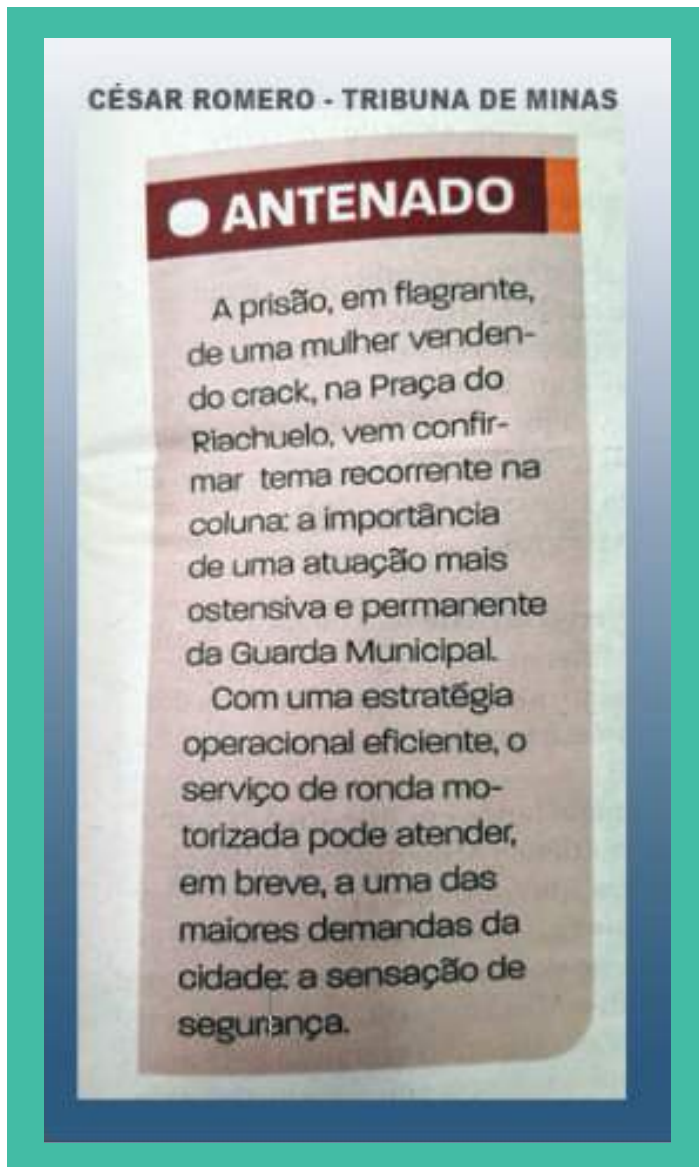 CÉSAR ROMERO - TRIBUNA DE MINAS
ANTENADO
A prisão, em flagrante,
de uma mulher venden-
do crack, na Praça do
Riachuelo, vem confir-
mar tema recorrente na
coluna: a importância
de uma atuação mais
ostensiva e permanente
da Guarda Municipal.
Com uma estratégia
operacional eficiente, o
serviço de ronda mo-
torizada pode atender,
em breve, a uma das
maiores demandas da
cidade: a sensação de
segurança.